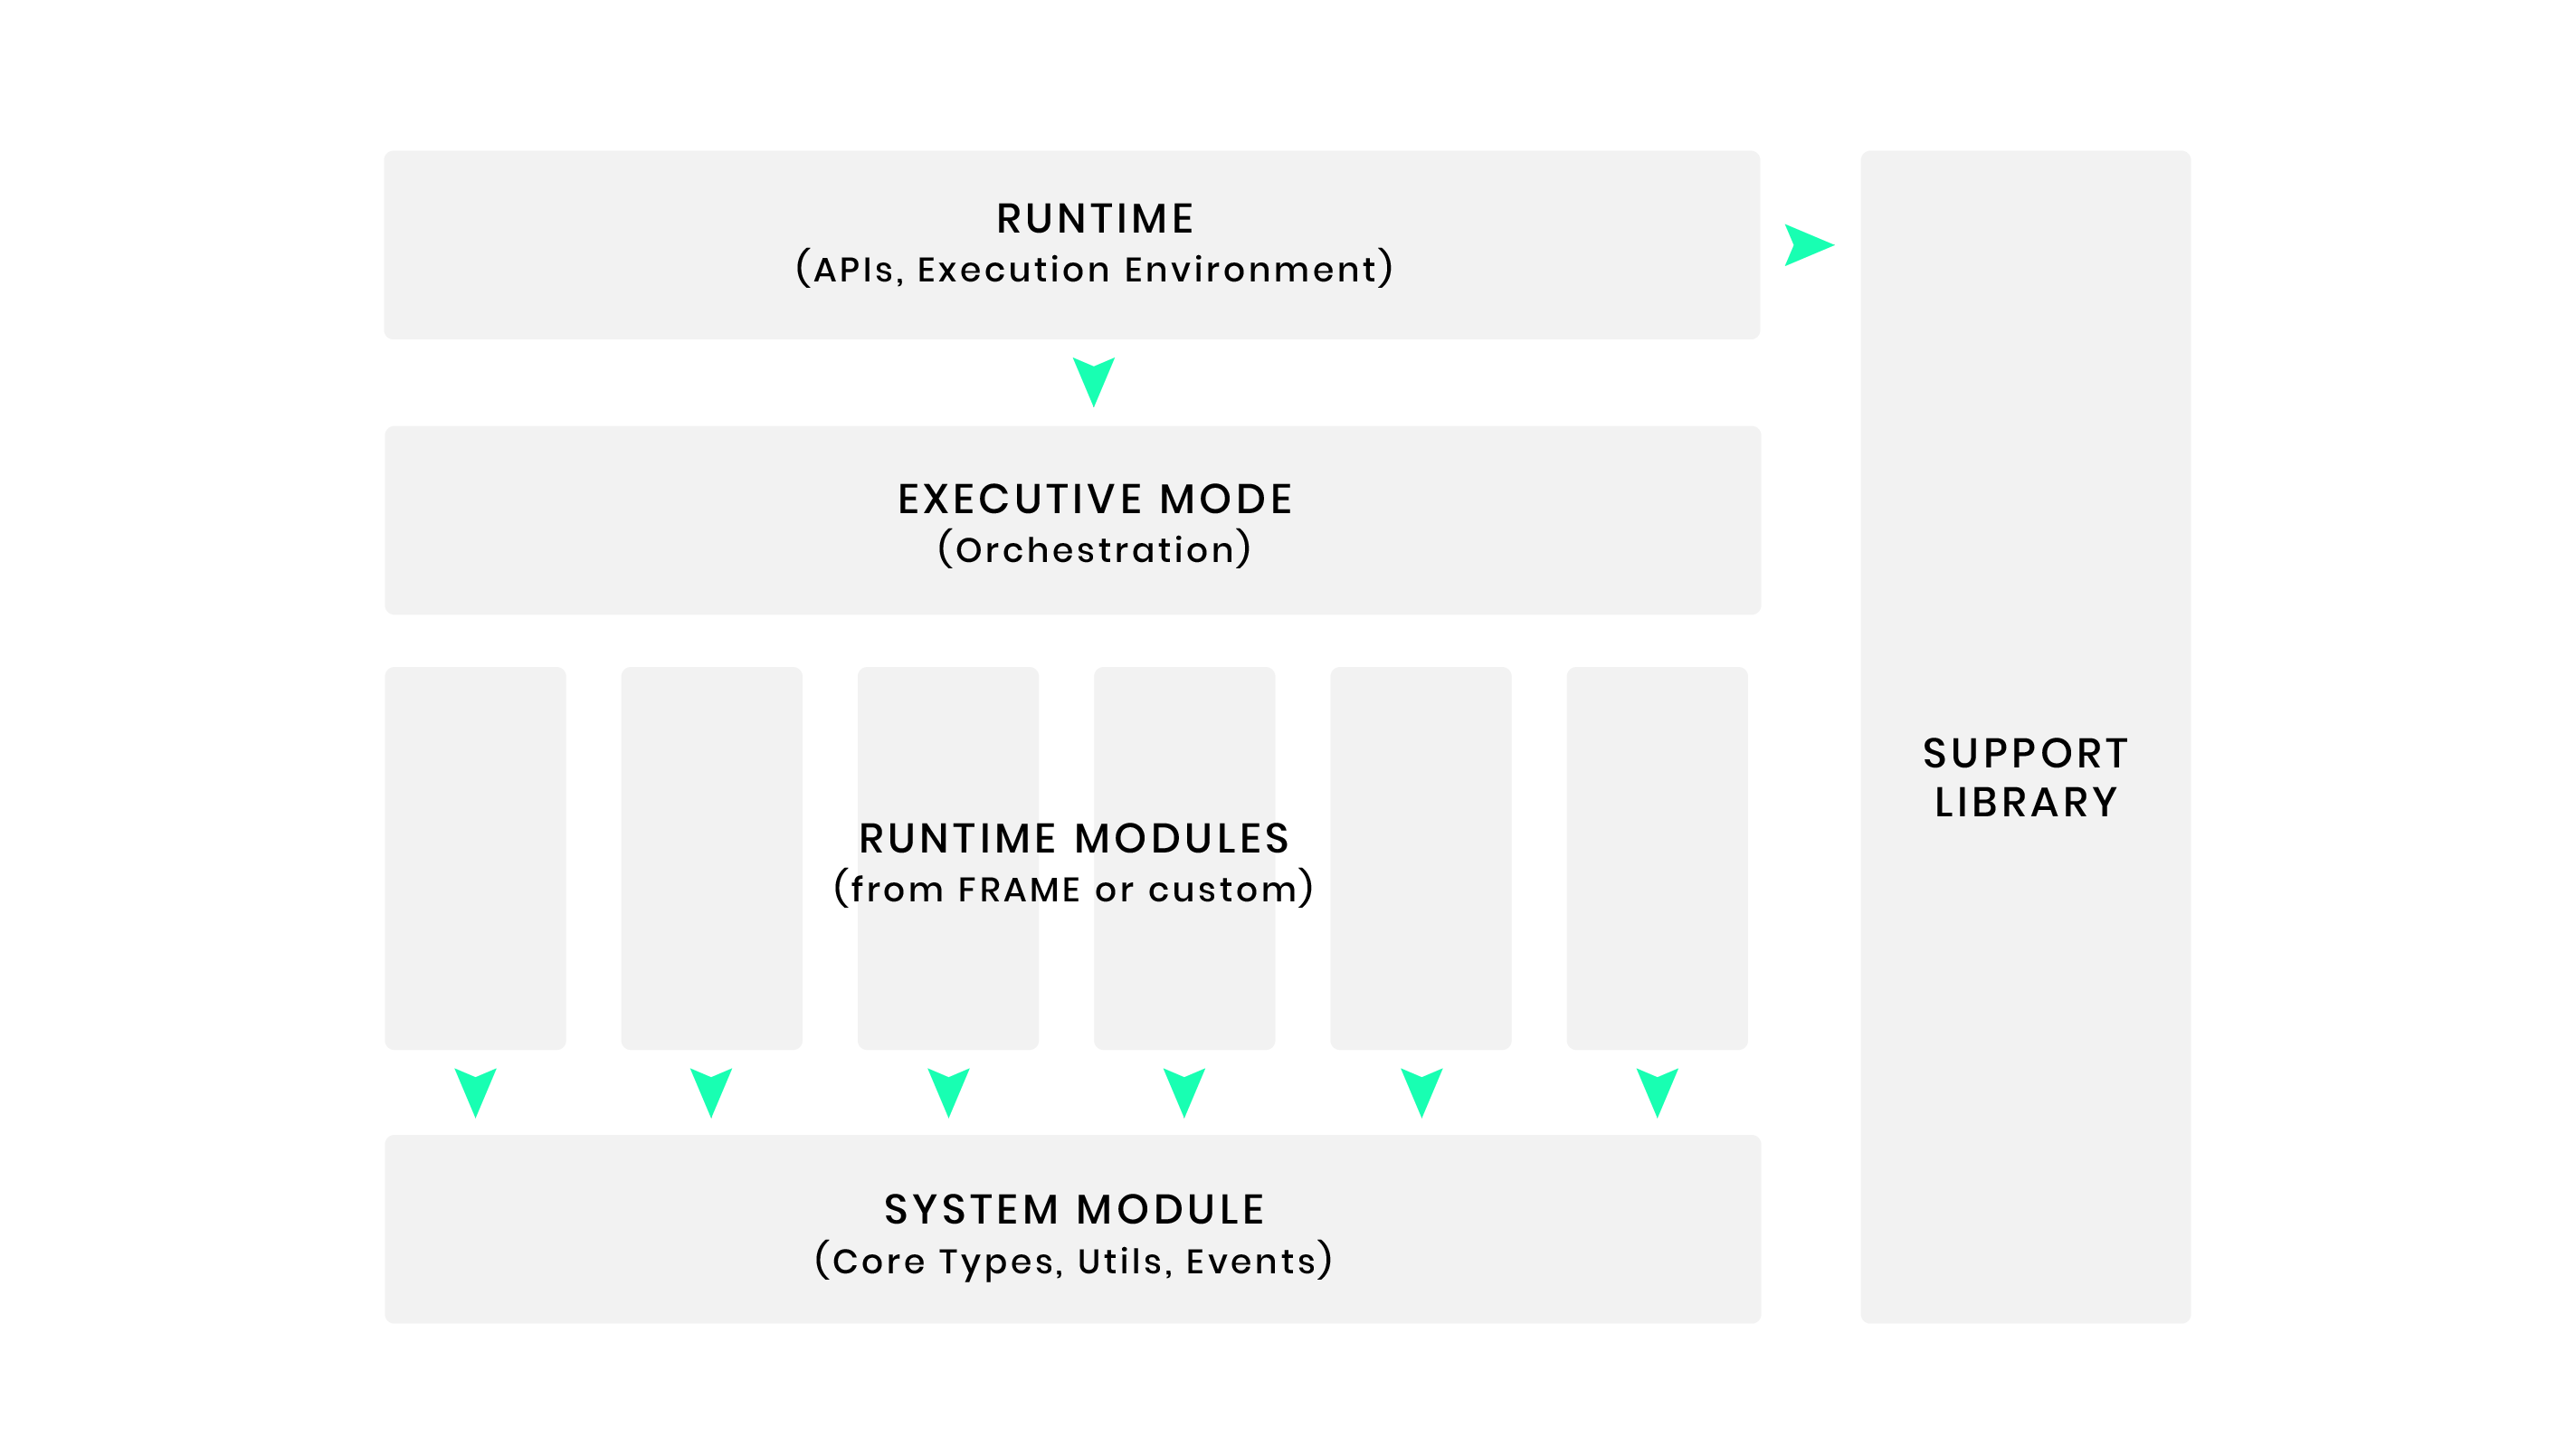 RUNTIME
(APIs, Execution Environment)
EXECUTIVE MODE
(Orchestration)
RUNTIME MODULES
(from FRAME or custom)
SYSTEM MODULE
(Core Types, Utils, Events)
SUPPORT
LIBRARY